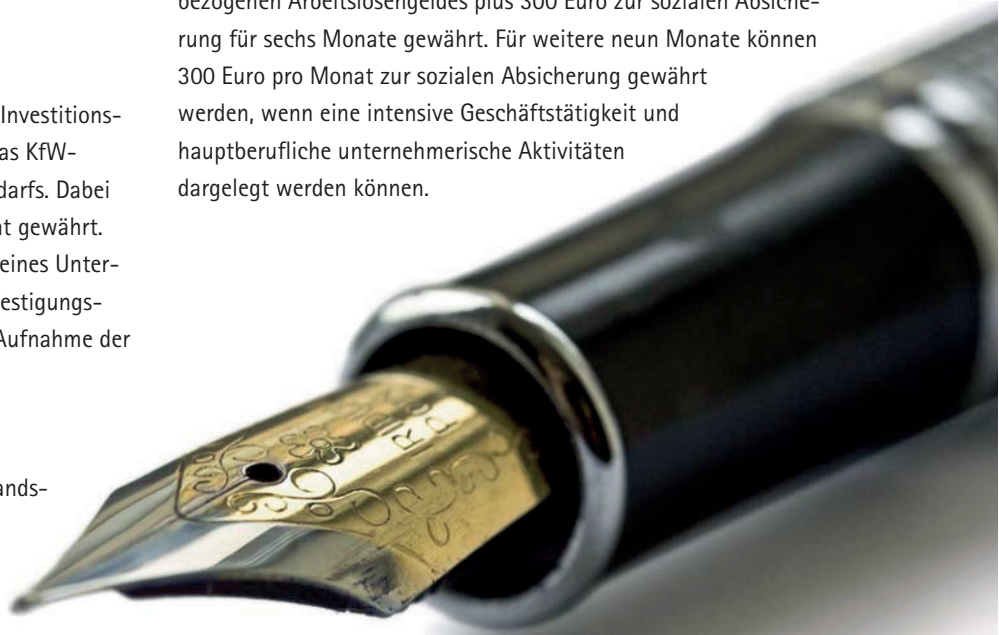 Investitions-
as KfW-
darfs. Dabei
nt gewährt.
eines Unter-
estigungs-
Aufnahme der
ands-
bezogenen Arbeitslosengeldes plus 300 Euro zur sozialen Absiche-
rung für sechs Monate gewährt. Für weitere neun Monate können
300 Euro pro Monat zur sozialen Absicherung gewährt
werden, wenn eine intensive Geschäftstätigkeit und
hauptberufliche unternehmerische Aktivitäten
dargelegt werden können.